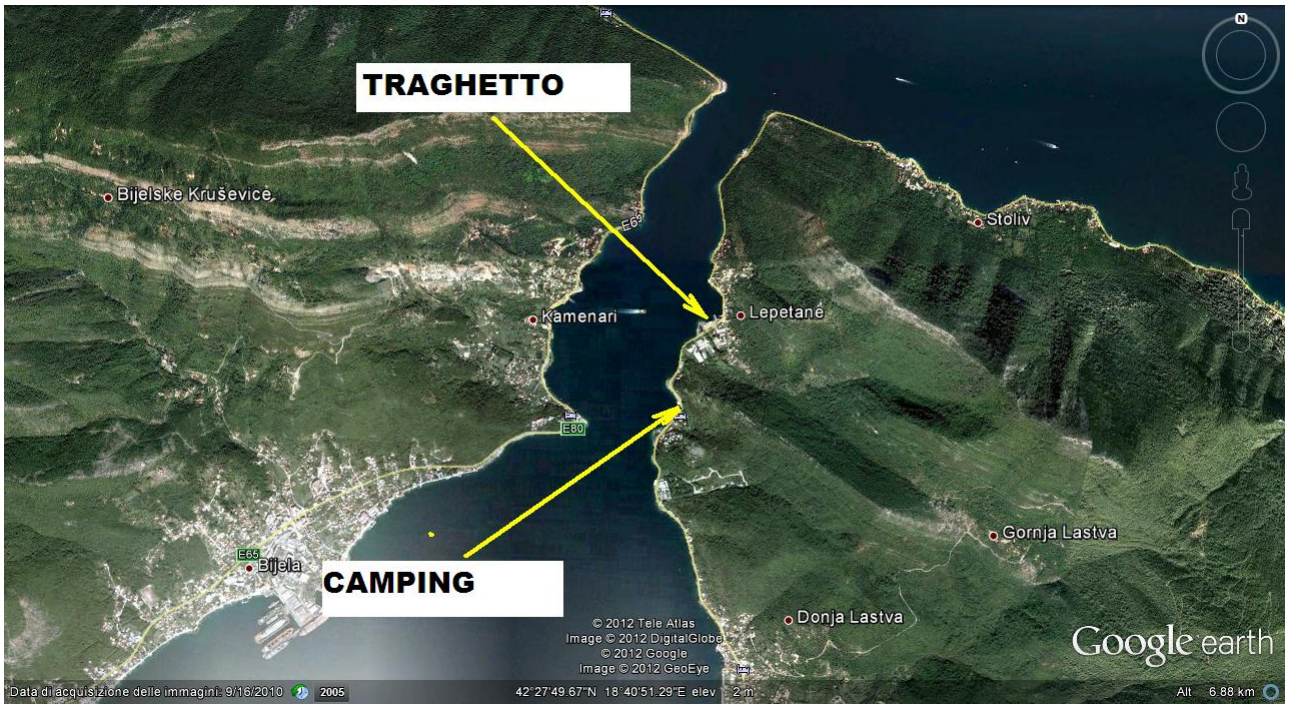 N
TRAGHETTO
Bijelske Kruševice
Stoliv
E65
Kamenari
Lepetane
E80
Gornja Lastva
E65
Bijela
CAMPING
Donja Lastva
© 2012 Tele Atlas
Image © 2012 DigitalGlobe
© 2012 Google
Image © 2012 GeoEye
Google earth
Data di acquisizione delle immagini: 9/16/2010 2005 42°27'49.67"N 18°40'51.29"E elev 2 m Alt 6.88 km